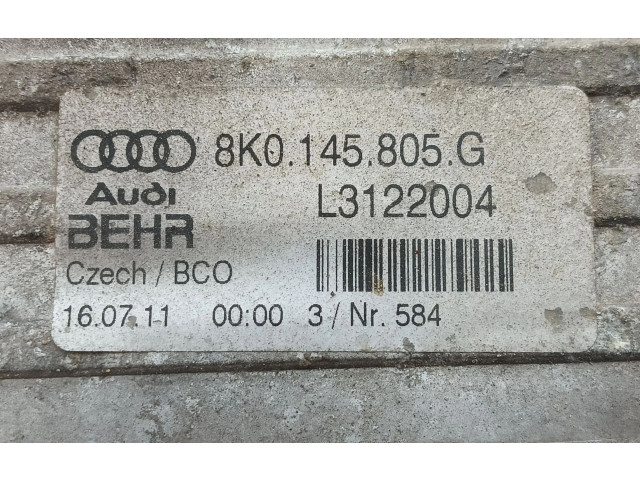 8K0.145.805.G
Audi L3122004
BEHR
Czech / BCO
16.07.11 00:00 3 / Nr. 584